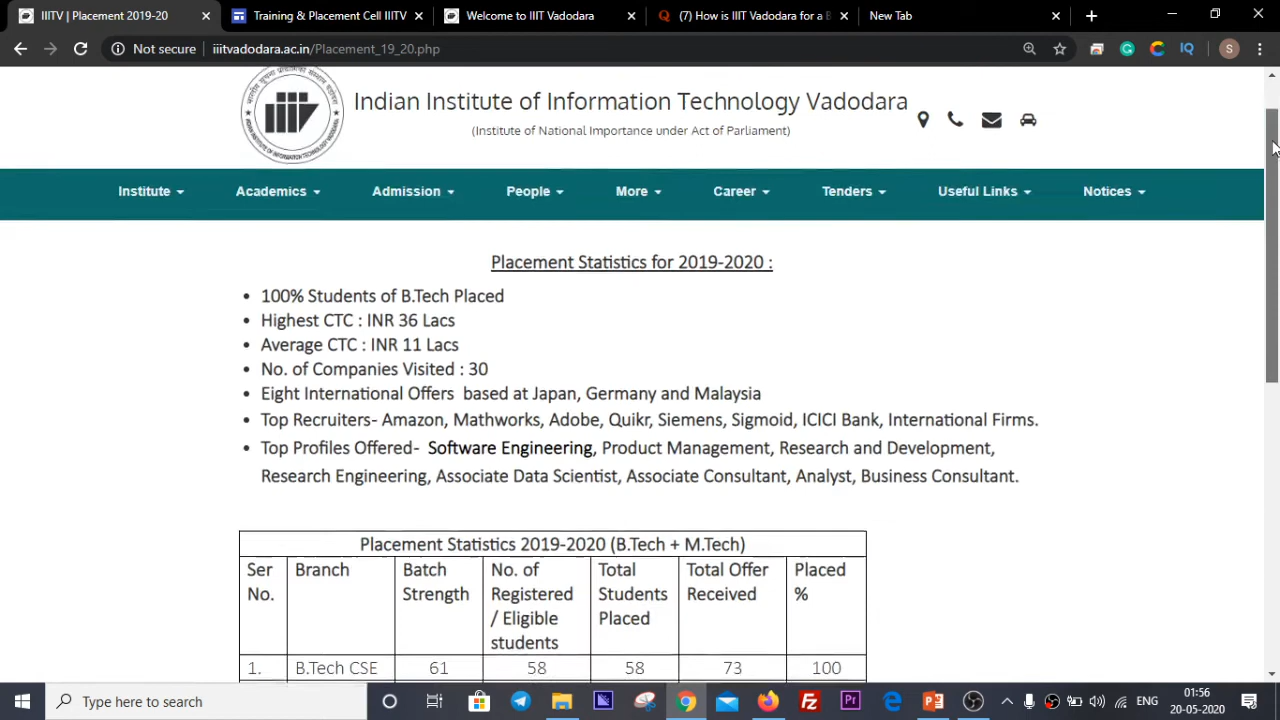 IIITV | Placement 2019-20
Training & Placement Cell IIITV
Welcome to IIIT Vadodara
(7) How is IIIT Vadodara for a B
New Tab
Not secure
iiitvadodara.ac.in/Placement_19_20.php
S
Indian Institute of Information Technology Vadodara
(Institute of National Importance under Act of Parliament)
Institute
Academics
Admission
People
More
Career
Tenders
Useful Links
Notices
Placement Statistics for 2019-2020 :
• 100% Students of B.Tech Placed
• Highest CTC : INR 36 Lacs
• Average CTC : INR 11 Lacs
• No. of Companies Visited : 30
• Eight International Offers based at Japan, Germany and Malaysia
• Top Recruiters- Amazon, Mathworks, Adobe, Quikr, Siemens, Sigmoid, ICICI Bank, International Firms.
• Top Profiles Offered- Software Engineering, Product Management, Research and Development,
Research Engineering, Associate Data Scientist, Associate Consultant, Analyst, Business Consultant.
Placement Statistics 2019-2020 (B.Tech + M.Tech)
Ser No.
Branch
Batch Strength
No. of Registered / Eligible students
Total Students Placed
Total Offer Received
Placed %
1. B.Tech CSE 61 58 58 73 100
Type here to search
ENG
01:56
20-05-2020